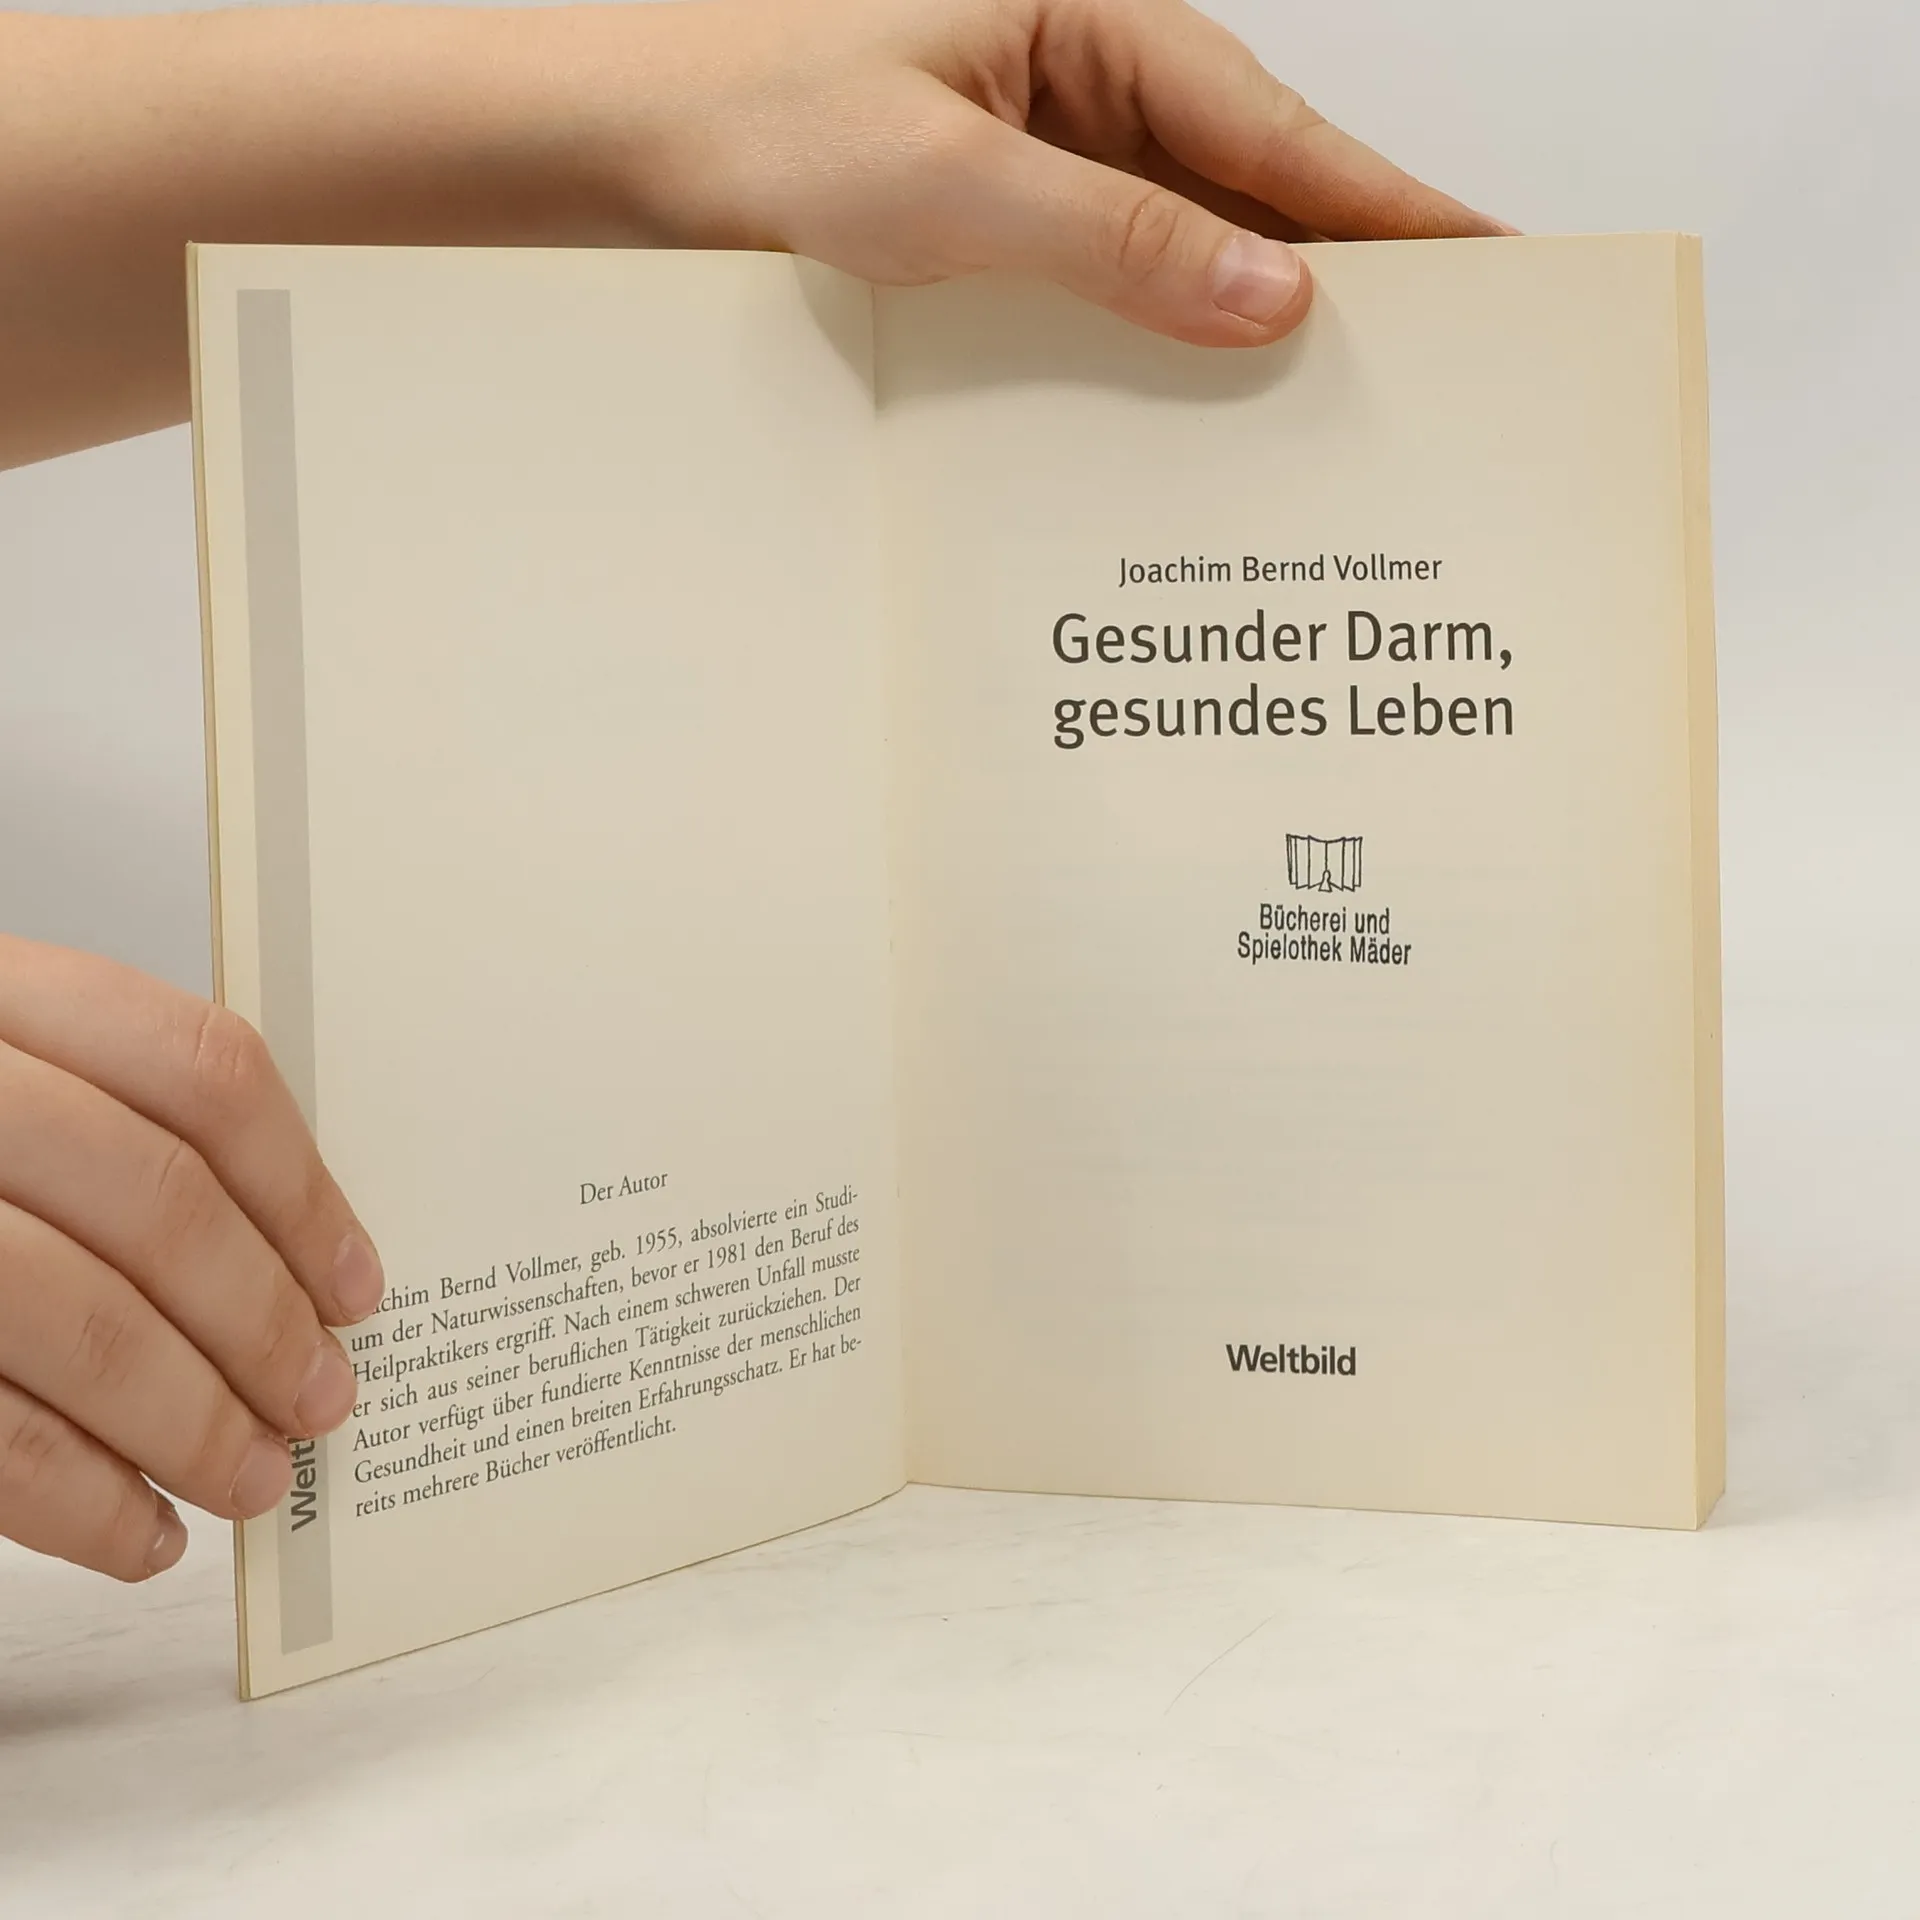 Der Autor
chim Bernd Vollmer, geb. 1955, absolvierte ein Studi-
um der Naturwissenschaften, bevor er 1981 den Beruf des
Heilpraktikers ergriff. Nach einem schweren Unfall musste
er sich aus seiner beruflichen Tätigkeit zurückziehen. Der
Autor verfügt über fundierte Kenntnisse der menschlichen
Gesundheit und einen breiten Erfahrungsschatz. Er hat be-
reits mehrere Bücher veröffentlicht.
Welt
Joachim Bernd Vollmer
Gesunder Darm,
gesundes Leben
Bücherei und
Spielothek Mäder
Weltbild